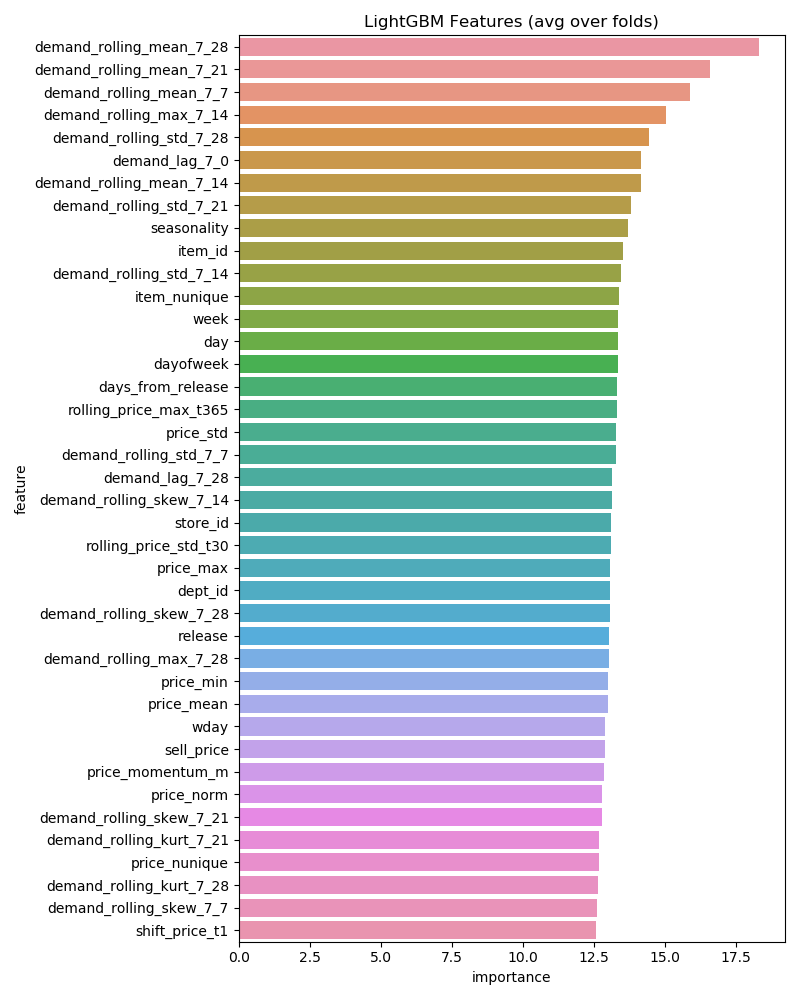 LightGBM Features (avg over folds)
demand_rolling_mean_7_28
demand_rolling_mean_7_21
demand_rolling_mean_7_7
demand_rolling_max_7_14
demand_rolling_std_7_28
demand_lag_7_0
demand_rolling_mean_7_14
demand_rolling_std_7_21
seasonality
item_id
demand_rolling_std_7_14
item_nunique
week
day
dayofweek
days_from_release
rolling_price_max_t365
price_std
demand_rolling_std_7_7
demand_lag_7_28
demand_rolling_skew_7_14
store_id
rolling_price_std_t30
price_max
dept_id
demand_rolling_skew_7_28
release
demand_rolling_max_7_28
price_min
price_mean
wday
sell_price
price_momentum_m
price_norm
demand_rolling_skew_7_21
demand_rolling_kurt_7_21
price_nunique
demand_rolling_kurt_7_28
demand_rolling_skew_7_7
shift_price_t1
feature
0.0 2.5 5.0 7.5 10.0 12.5 15.0 17.5
importance